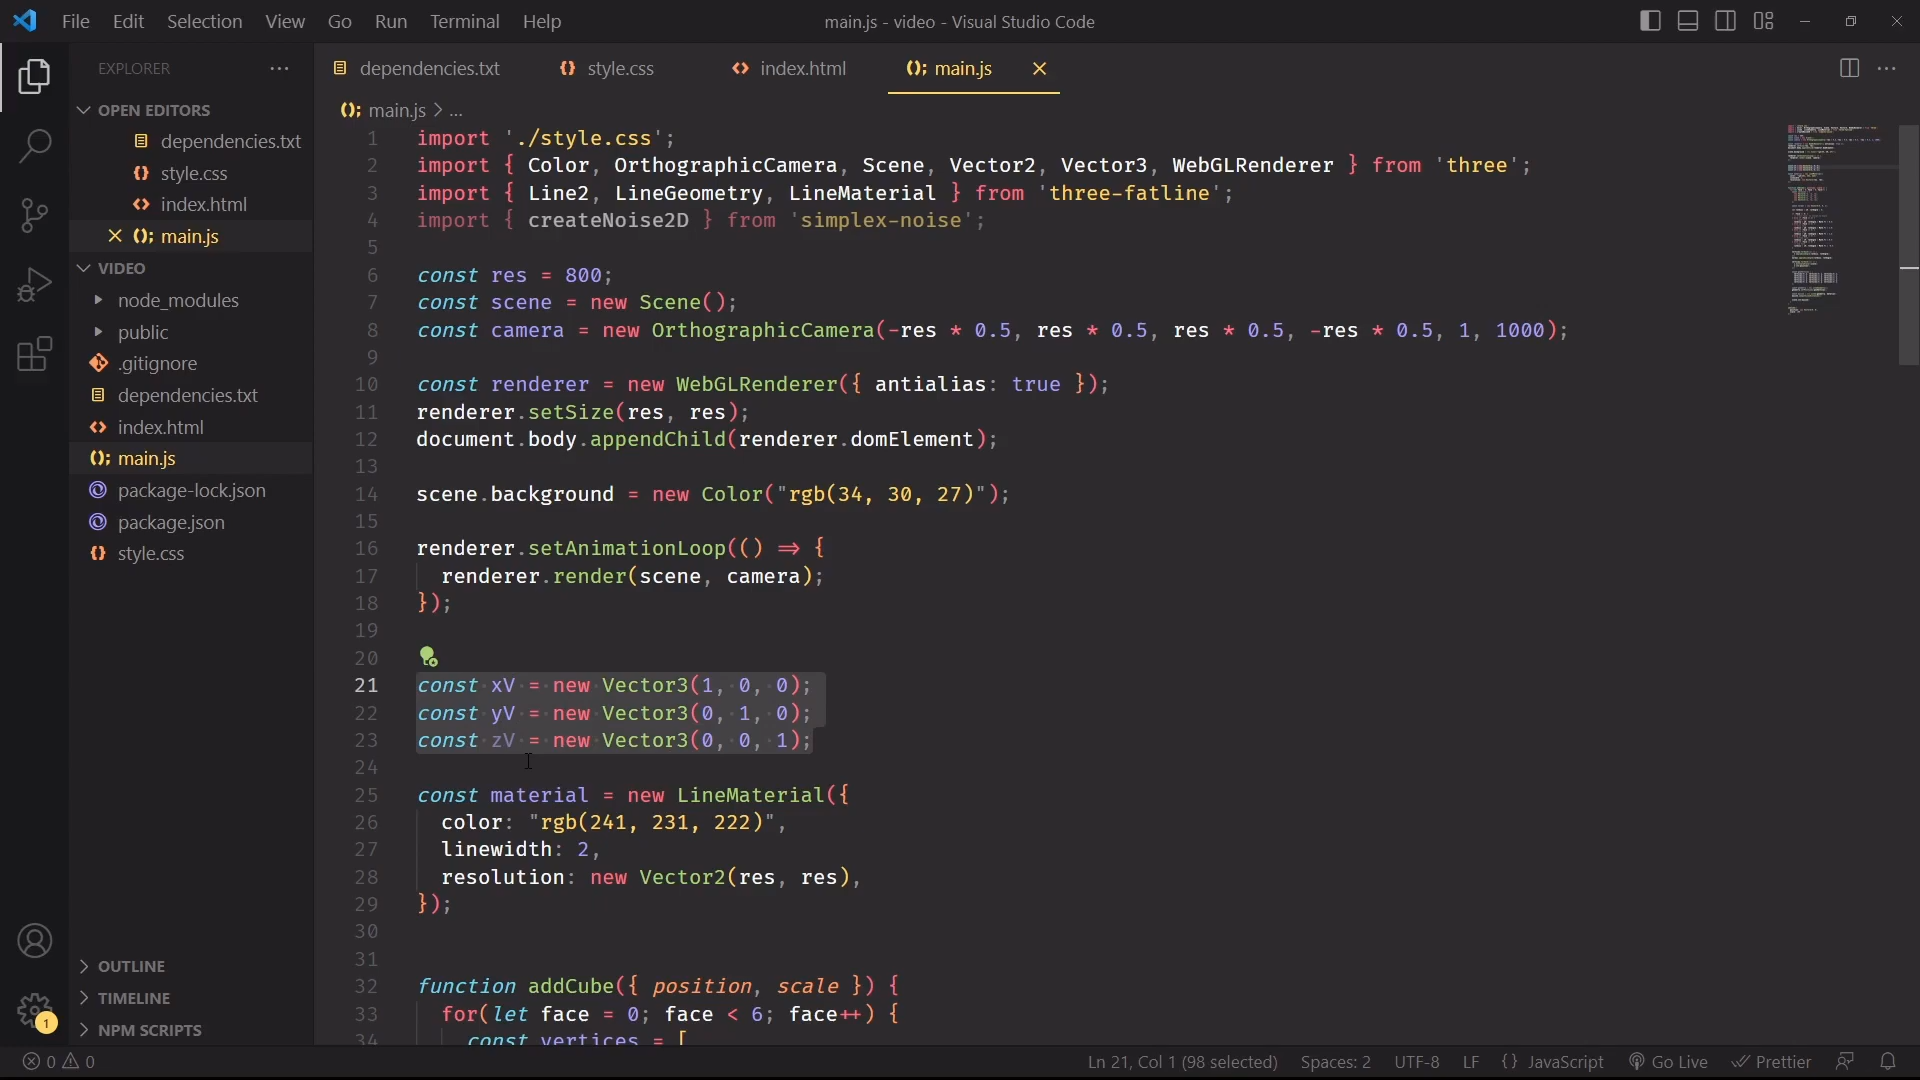 File Edit Selection View Go Run Terminal Help
main.js - video - Visual Studio Code
EXPLORER
OPEN EDITORS
dependencies.txt
style.css
index.html
main.js
VIDEO
node_modules
public
.gitignore
dependencies.txt
index.html
main.js
package-lock.json
package.json
style.css
OUTLINE
TIMELINE
NPM SCRIPTS
1
dependencies.txt style.css index.html main.js
main.js > ...
1 import './style.css';
2 import { Color, OrthographicCamera, Scene, Vector2, Vector3, WebGLRenderer } from 'three';
3 import { Line2, LineGeometry, LineMaterial } from 'three-fatline';
4 import { createNoise2D } from 'simplex-noise';
5
6 const res = 800;
7 const scene = new Scene();
8 const camera = new OrthographicCamera(-res * 0.5, res * 0.5, res * 0.5, -res * 0.5, 1, 1000);
9
10 const renderer = new WebGLRenderer({ antialias: true });
11 renderer.setSize(res, res);
12 document.body.appendChild(renderer.domElement);
13
14 scene.background = new Color("rgb(34, 30, 27)");
15
16 renderer.setAnimationLoop(() => {
17 renderer.render(scene, camera);
18 });
19
20
21 const xV = new Vector3(1, 0, 0);
22 const yV = new Vector3(0, 1, 0);
23 const zV = new Vector3(0, 0, 1);
24
25 const material = new LineMaterial({
26 color: "rgb(241, 231, 222)",
27 linewidth: 2,
28 resolution: new Vector2(res, res),
29 });
30
31
32 function addCube({ position, scale }) {
33 for(let face = 0; face < 6; face++) {
34 const vertices = [
0 0 Ln 21, Col 1 (98 selected) Spaces: 2 UTF-8 LF {} JavaScript Go Live Prettier